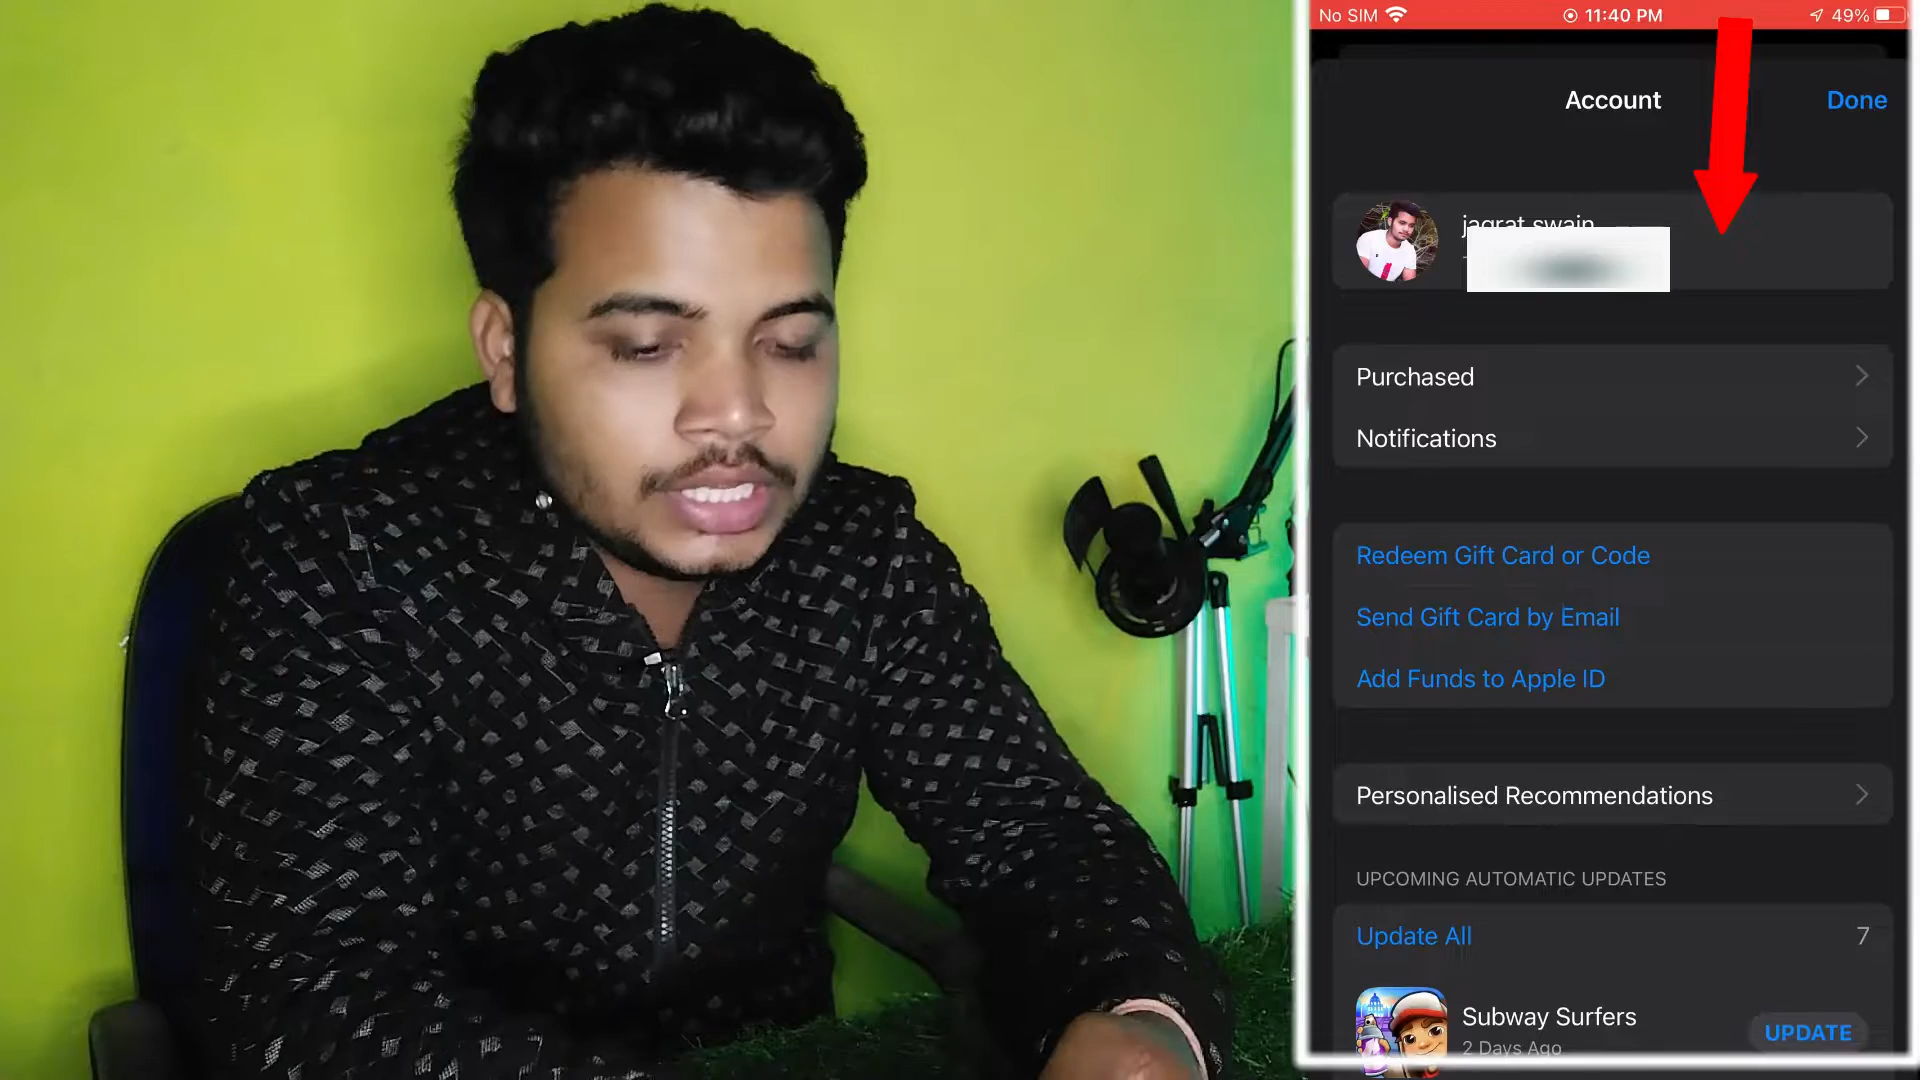 No SIM 11:40 PM 49%
Account Done
jagrat swain
Purchased
Notifications
Redeem Gift Card or Code
Send Gift Card by Email
Add Funds to Apple ID
Personalised Recommendations
UPCOMING AUTOMATIC UPDATES
Update All 7
Subway Surfers
2 Days Ago
UPDATE